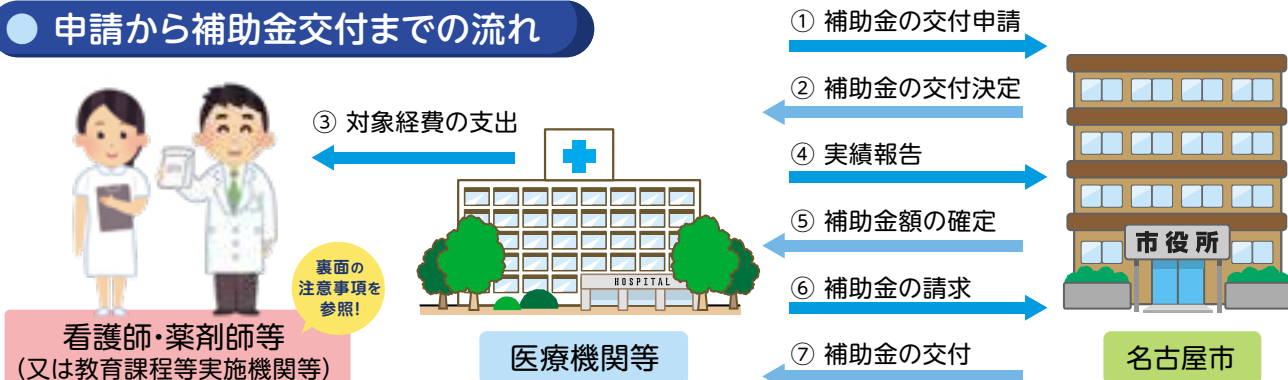 申請から補助金交付までの流れ
① 補助金の交付申請
② 補助金の交付決定
③ 対象経費の支出
④ 実績報告
⑤ 補助金額の確定
⑥ 補助金の請求
⑦ 補助金の交付
裏面の
注意事項を
参照!
看護師・薬剤師等
(又は教育課程等実施機関等)
HOSPITAL
医療機関等
市役所
名古屋市